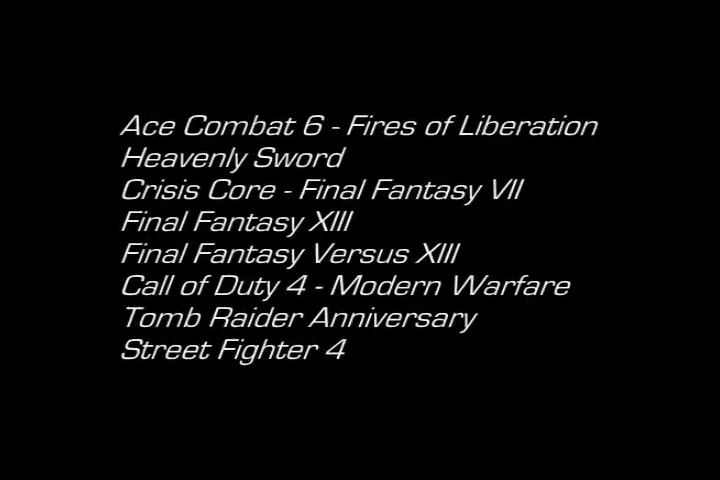 Ace Combat 6 - Fires of Liberation
Heavenly Sword
Crisis Core - Final Fantasy VII
Final Fantasy XIII
Final Fantasy Versus XIII
Call of Duty 4 - Modern Warfare
Tomb Raider Anniversary
Street Fighter 4